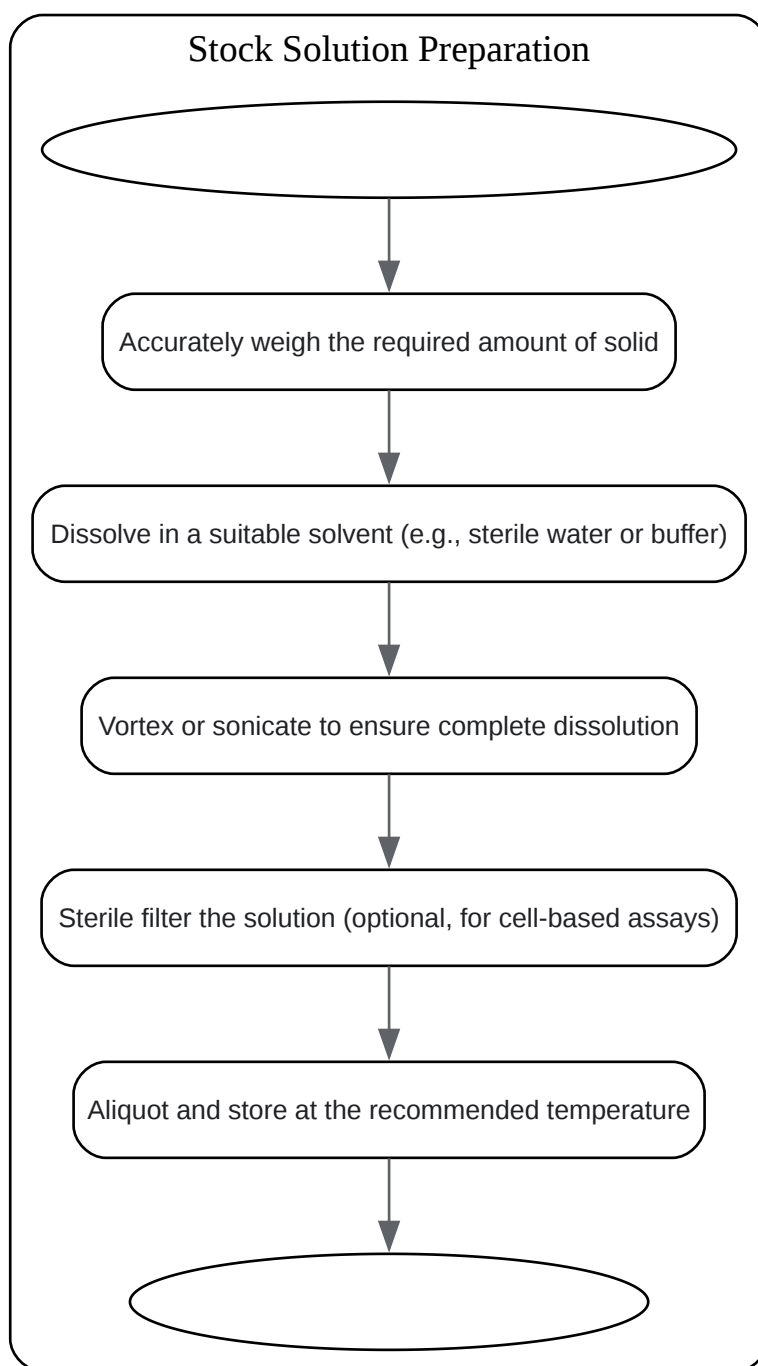 Stock Solution Preparation
Accurately weigh the required amount of solid
Dissolve in a suitable solvent (e.g., sterile water or buffer)
Vortex or sonicate to ensure complete dissolution
Sterile filter the solution (optional, for cell-based assays)
Aliquot and store at the recommended temperature